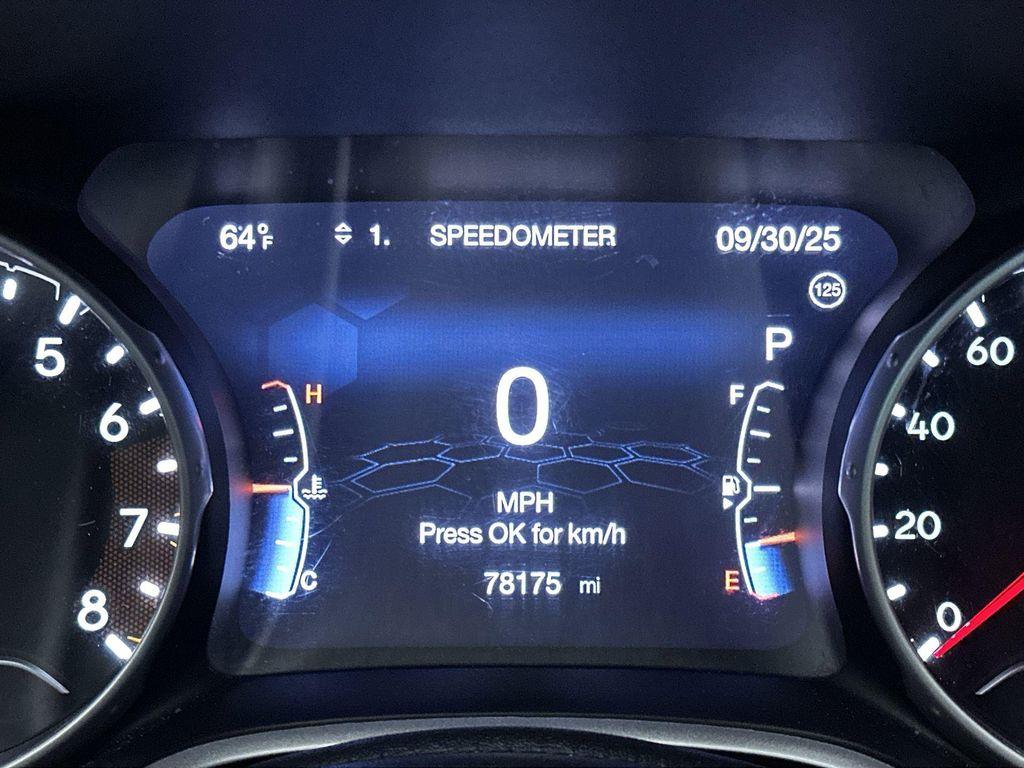 64°F
1. SPEEDOMETER
09/30/25
125
P
H
C
0
MPH
Press OK for km/h
78175 mi
F
E
5
6
7
8
60
40
20
0